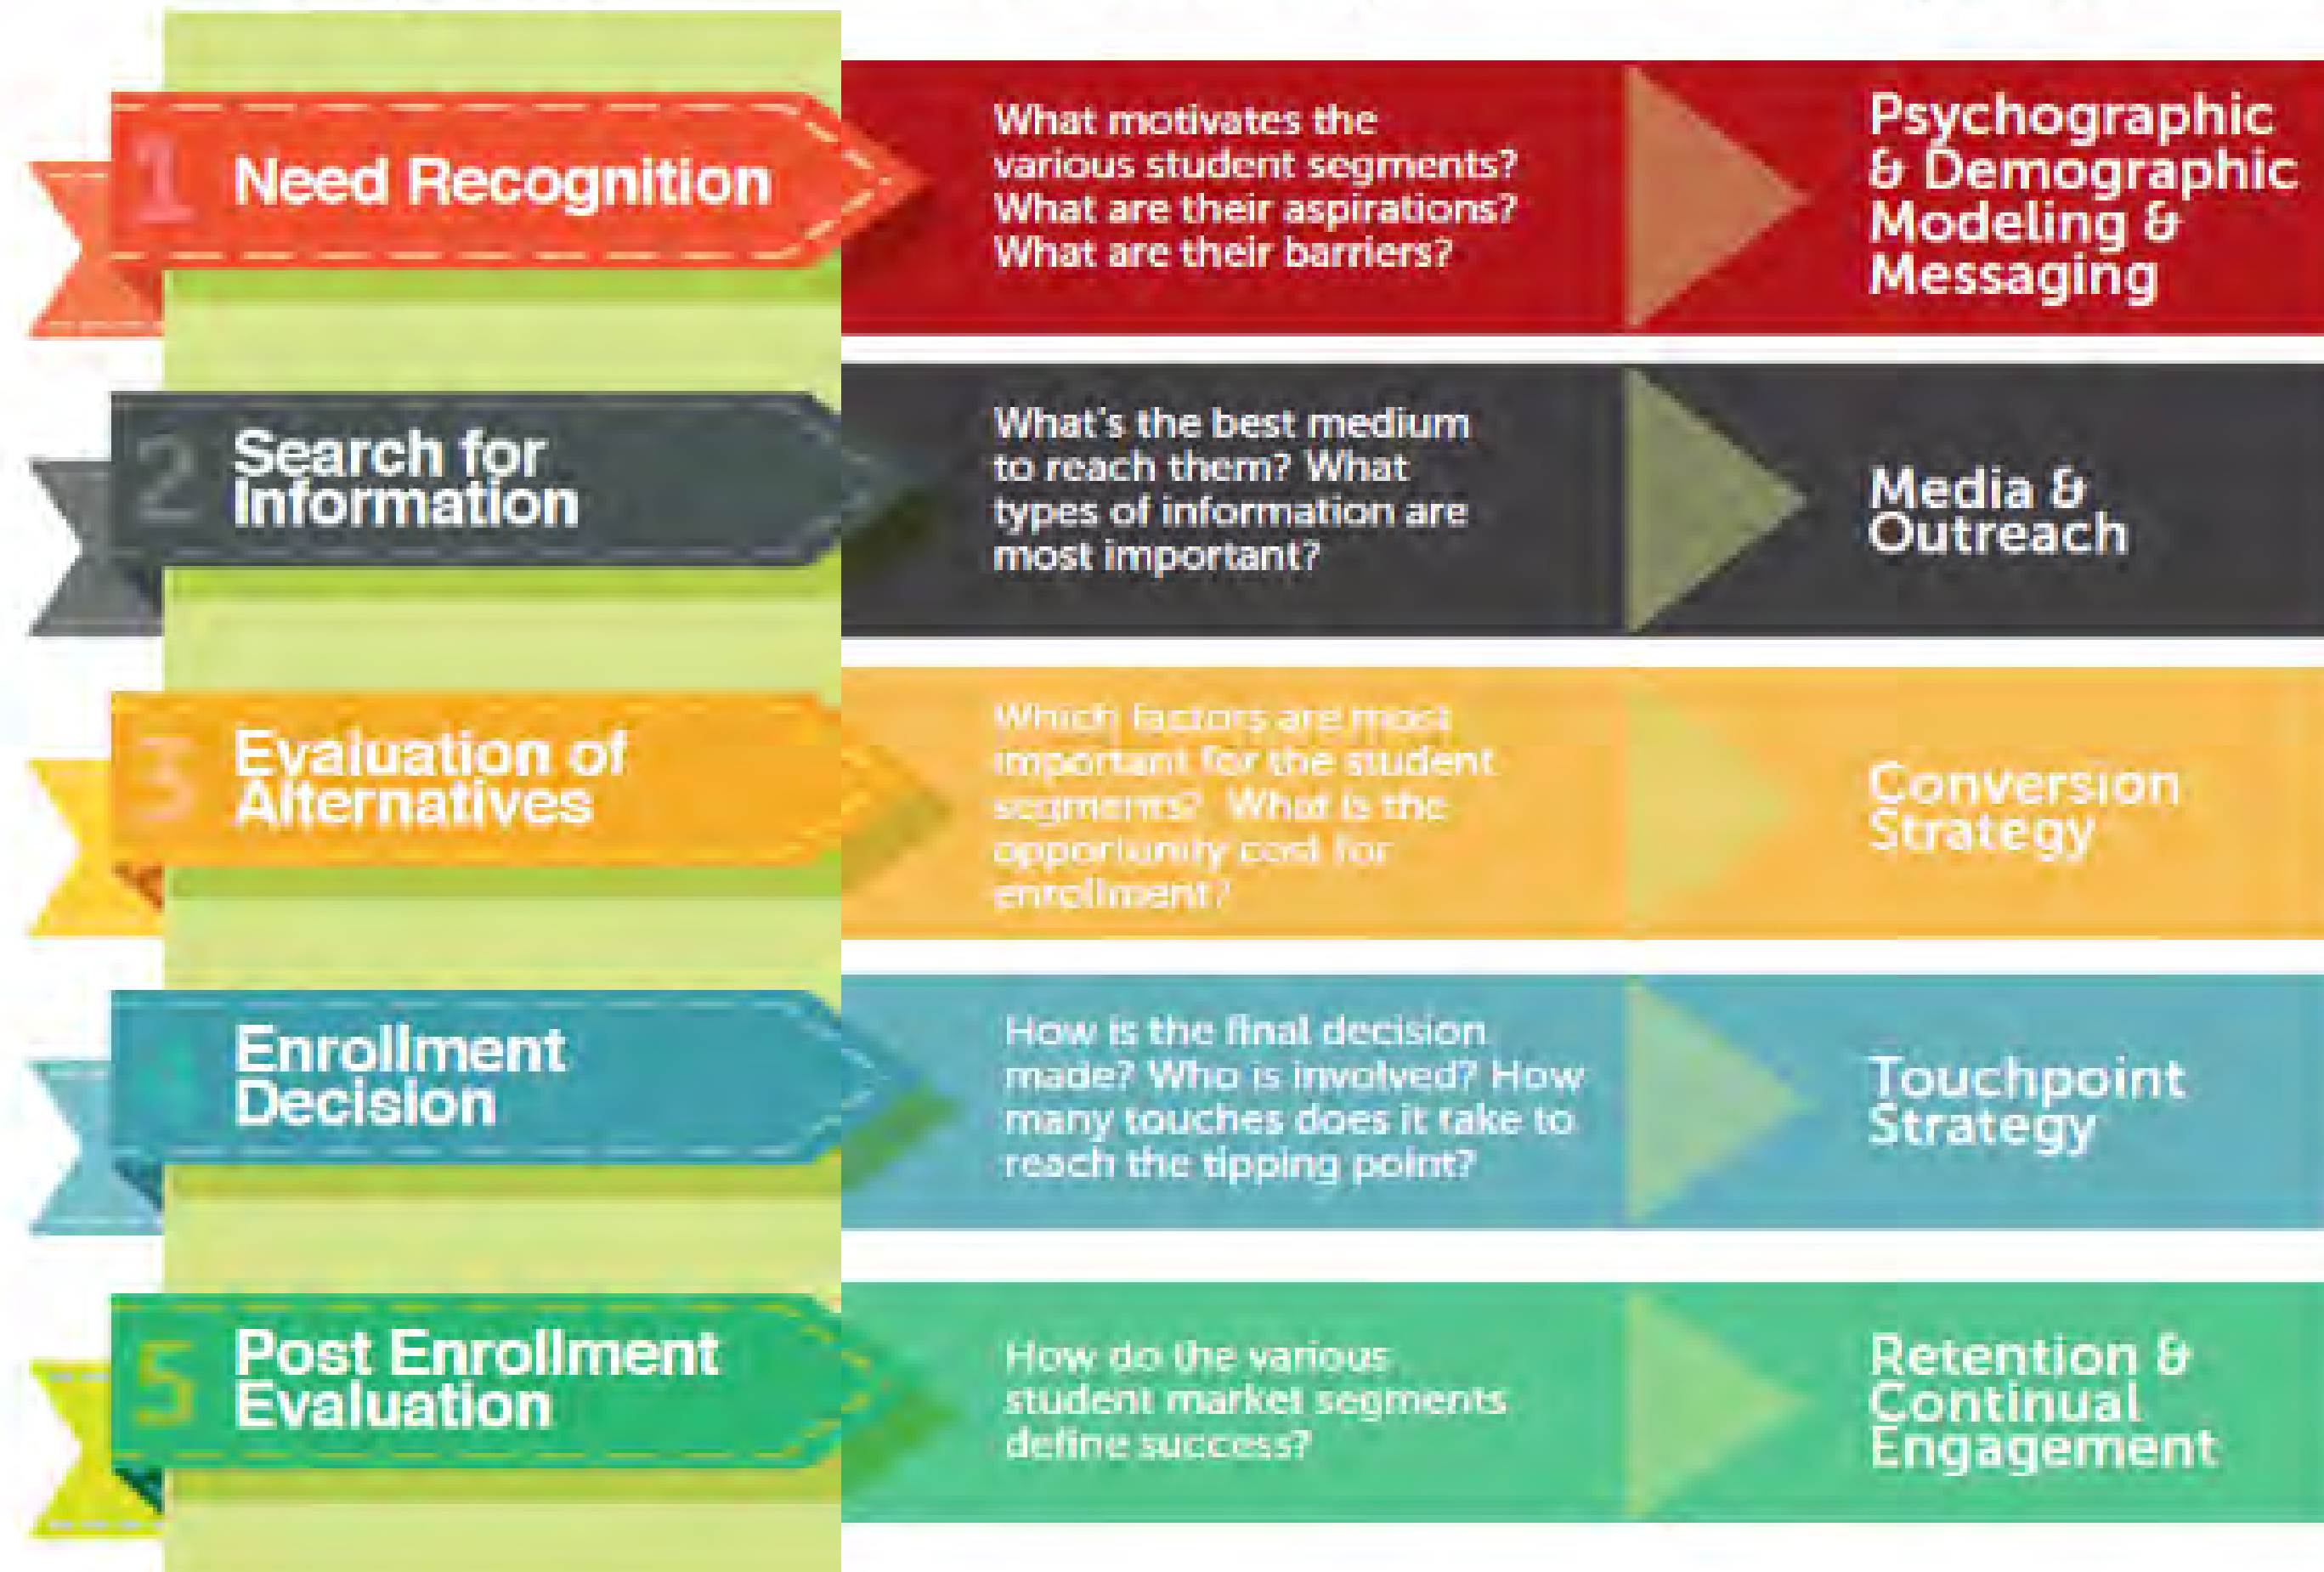 1
Need Recognition
What motivates the
various student segments?
What are their aspirations?
What are their barriers?
Psychographic
& Demographic
Modeling &
Messaging
2
Search for
Information
What's the best medium
to reach them? What
types of information are
most important?
Media &
Outreach
3
Evaluation of
Alternatives
Which factors are most
important for the student
segments? What is the
opportunity cost for
enrollment?
Conversion
Strategy
4
Enrollment
Decision
How is the final decision
made? Who is involved? How
many touches does it take to
reach the tipping point?
Touchpoint
Strategy
5
Post Enrollment
Evaluation
How do the various
student market segments
define success?
Retention &
Continual
Engagement